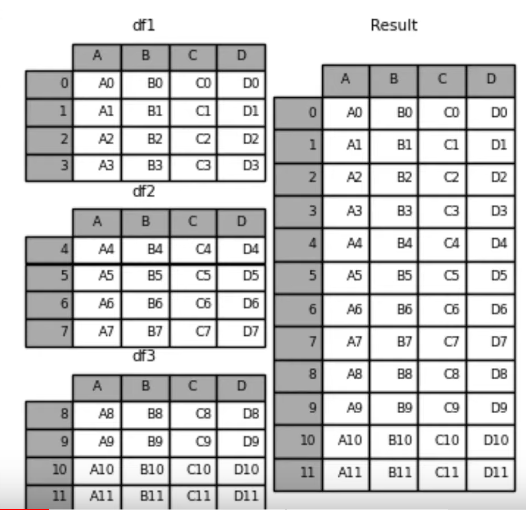 df1
A B C D
0 A0 B0 C0 D0
1 A1 B1 C1 D1
2 A2 B2 C2 D2
3 A3 B3 C3 D3
df2
A B C D
4 A4 B4 C4 D4
5 A5 B5 C5 D5
6 A6 B6 C6 D6
7 A7 B7 C7 D7
df3
A B C D
8 A8 B8 C8 D8
9 A9 B9 C9 D9
10 A10 B10 C10 D10
11 A11 B11 C11 D11
Result
A B C D
0 A0 B0 C0 D0
1 A1 B1 C1 D1
2 A2 B2 C2 D2
3 A3 B3 C3 D3
4 A4 B4 C4 D4
5 A5 B5 C5 D5
6 A6 B6 C6 D6
7 A7 B7 C7 D7
8 A8 B8 C8 D8
9 A9 B9 C9 D9
10 A10 B10 C10 D10
11 A11 B11 C11 D11